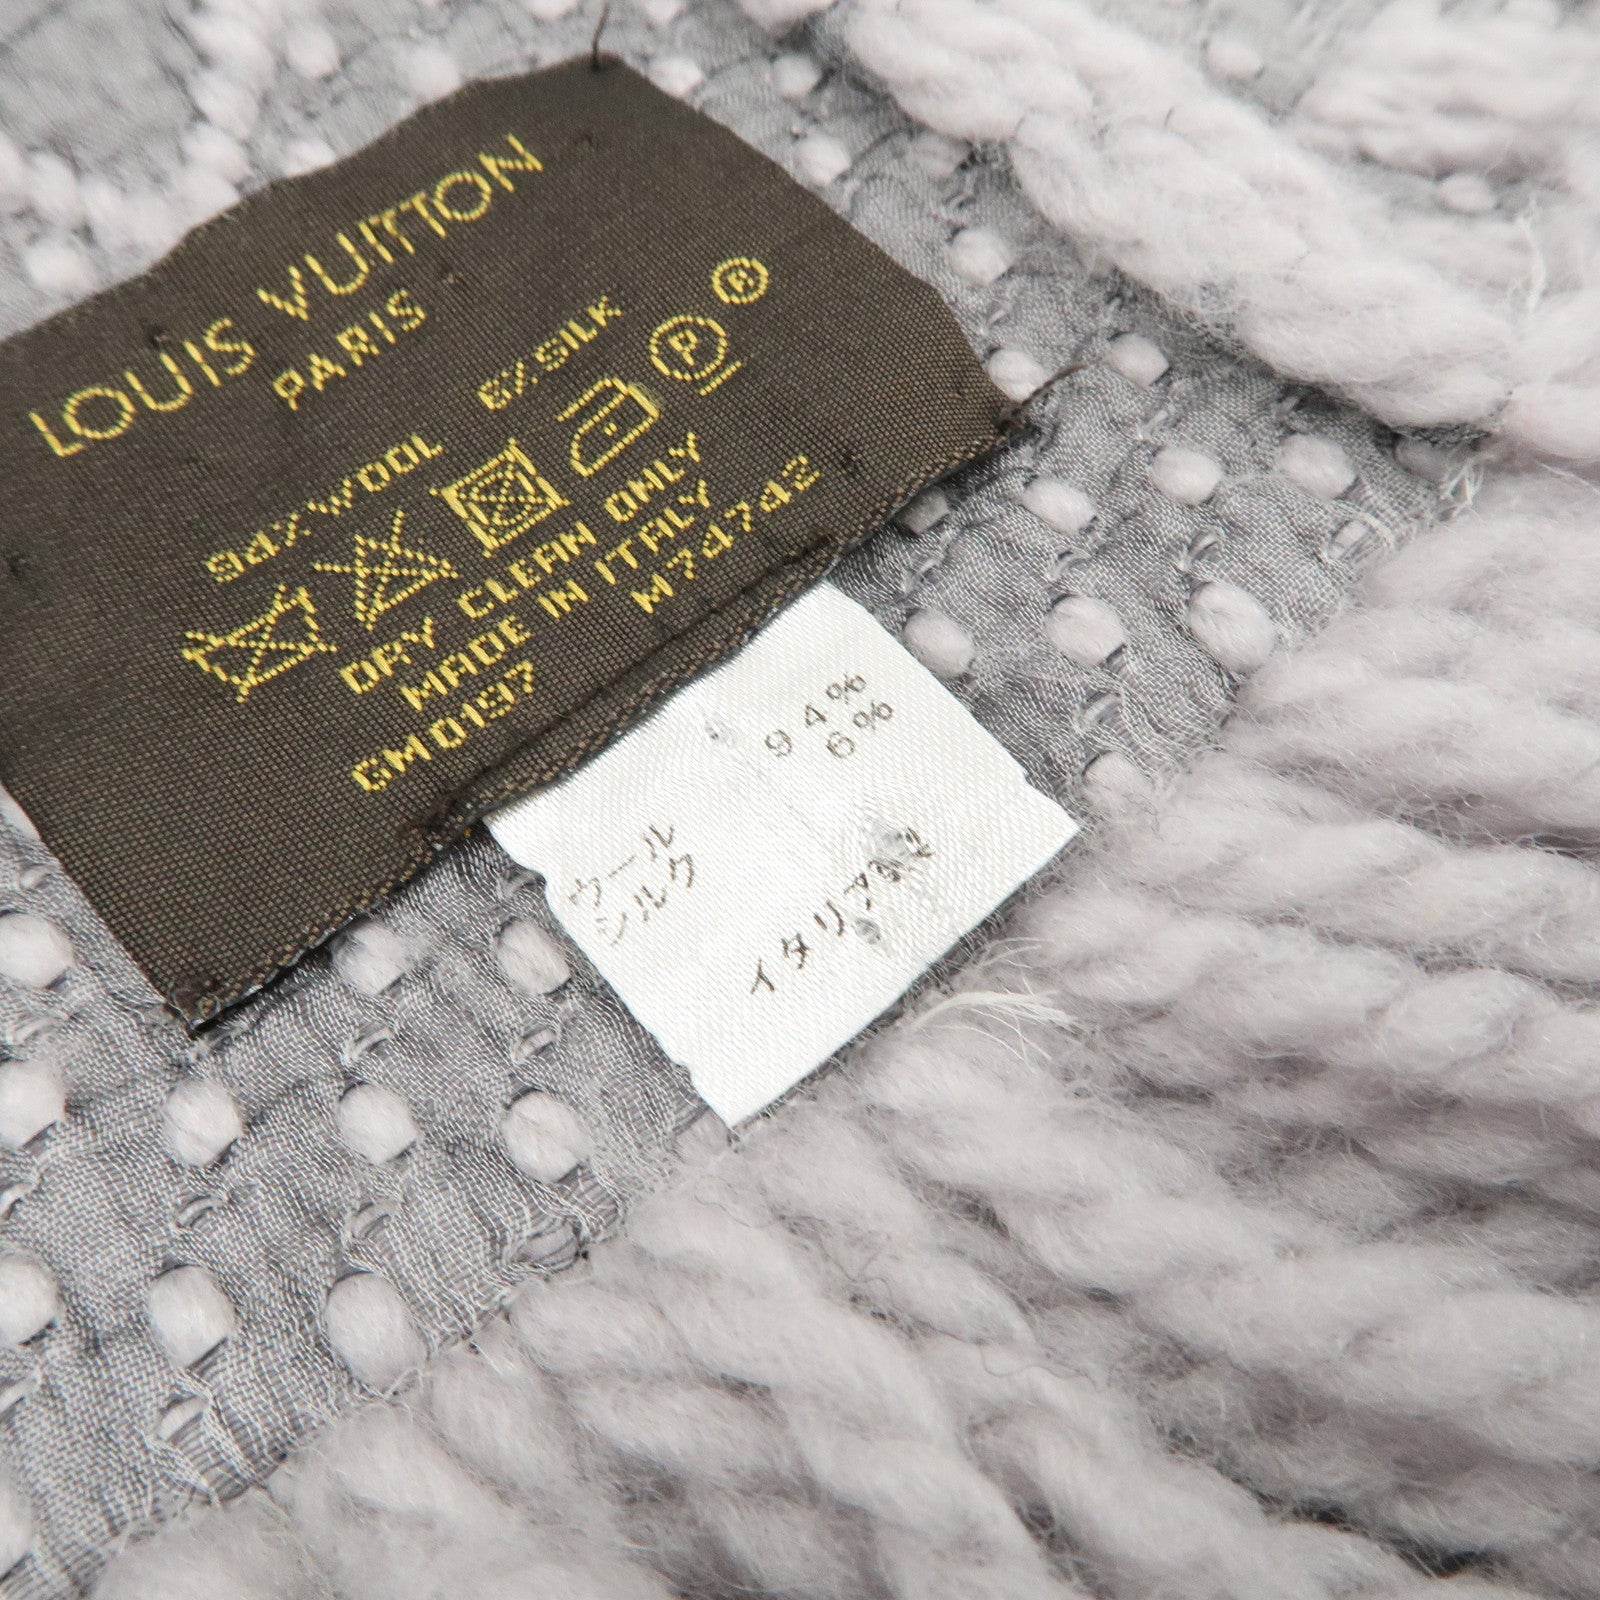 LOUIS VUITTON
PARIS
94%WOOL 6%SILK
P R
DRY CLEAN ONLY
MADE IN ITALY
GM0197 M74742
ウール 94%
シルク 6%
イタリア製